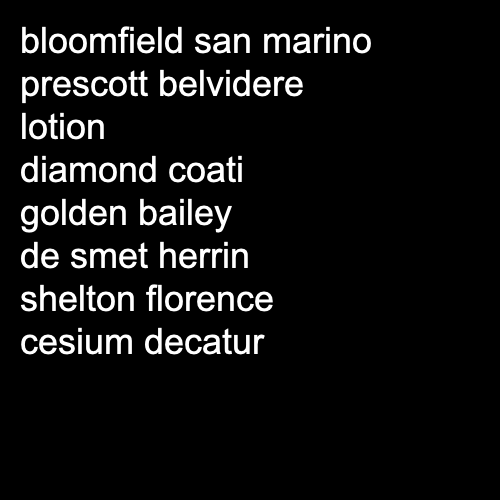 bloomfield san marino
prescott belvidere
lotion
diamond coati
golden bailey
de smet herrin
shelton florence
cesium decatur